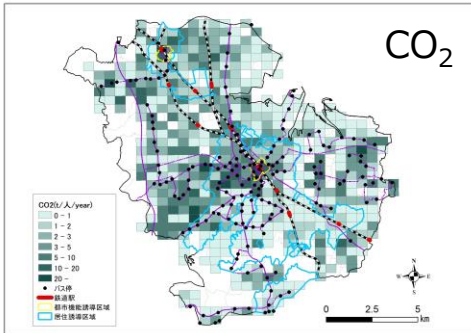 CO2
CO2(t/人/year)
0 - 1
1 - 2
2 - 3
3 - 5
5 - 10
10 - 20
20 -
バス停
鉄道駅
都市機能誘導区域
居住誘導区域
N
W E
S
0 2.5 5
km